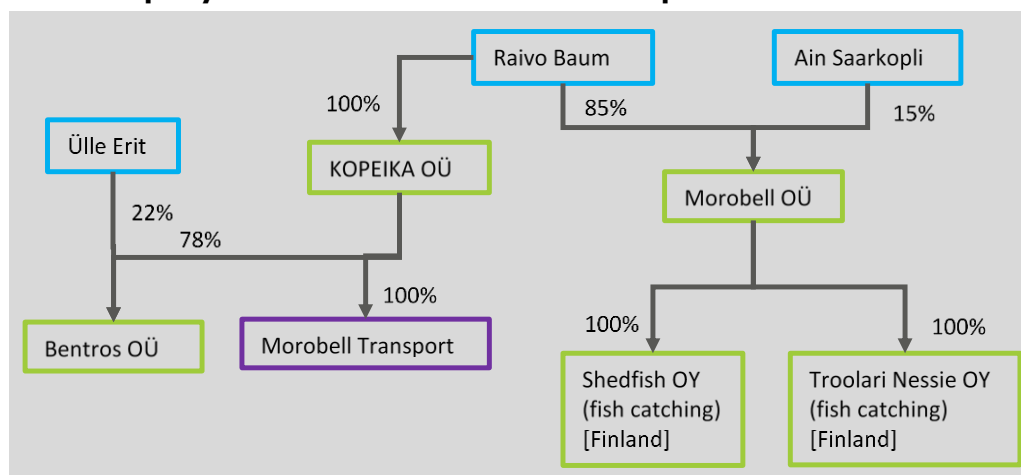 Raivo Baum
Ain Saarkopli
100%
85%
15%
Ülle Erit
KOPEIKA OÜ
Morobell OÜ
22%
78%
100%
Bentros OÜ
Morobell Transport
100%
100%
Shedfish OY
(fish catching)
[Finland]
Troolari Nessie OY
(fish catching)
[Finland]